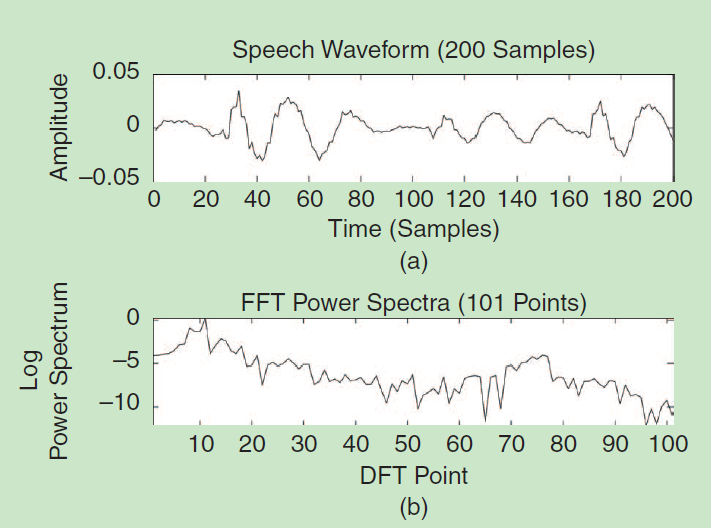 Speech Waveform (200 Samples)
Amplitude
0.05
0
−0.05
0 20 40 60 80 100 120 140 160 180 200
Time (Samples)
(a)
FFT Power Spectra (101 Points)
Log
Power Spectrum
0
−5
−10
10 20 30 40 50 60 70 80 90 100
DFT Point
(b)